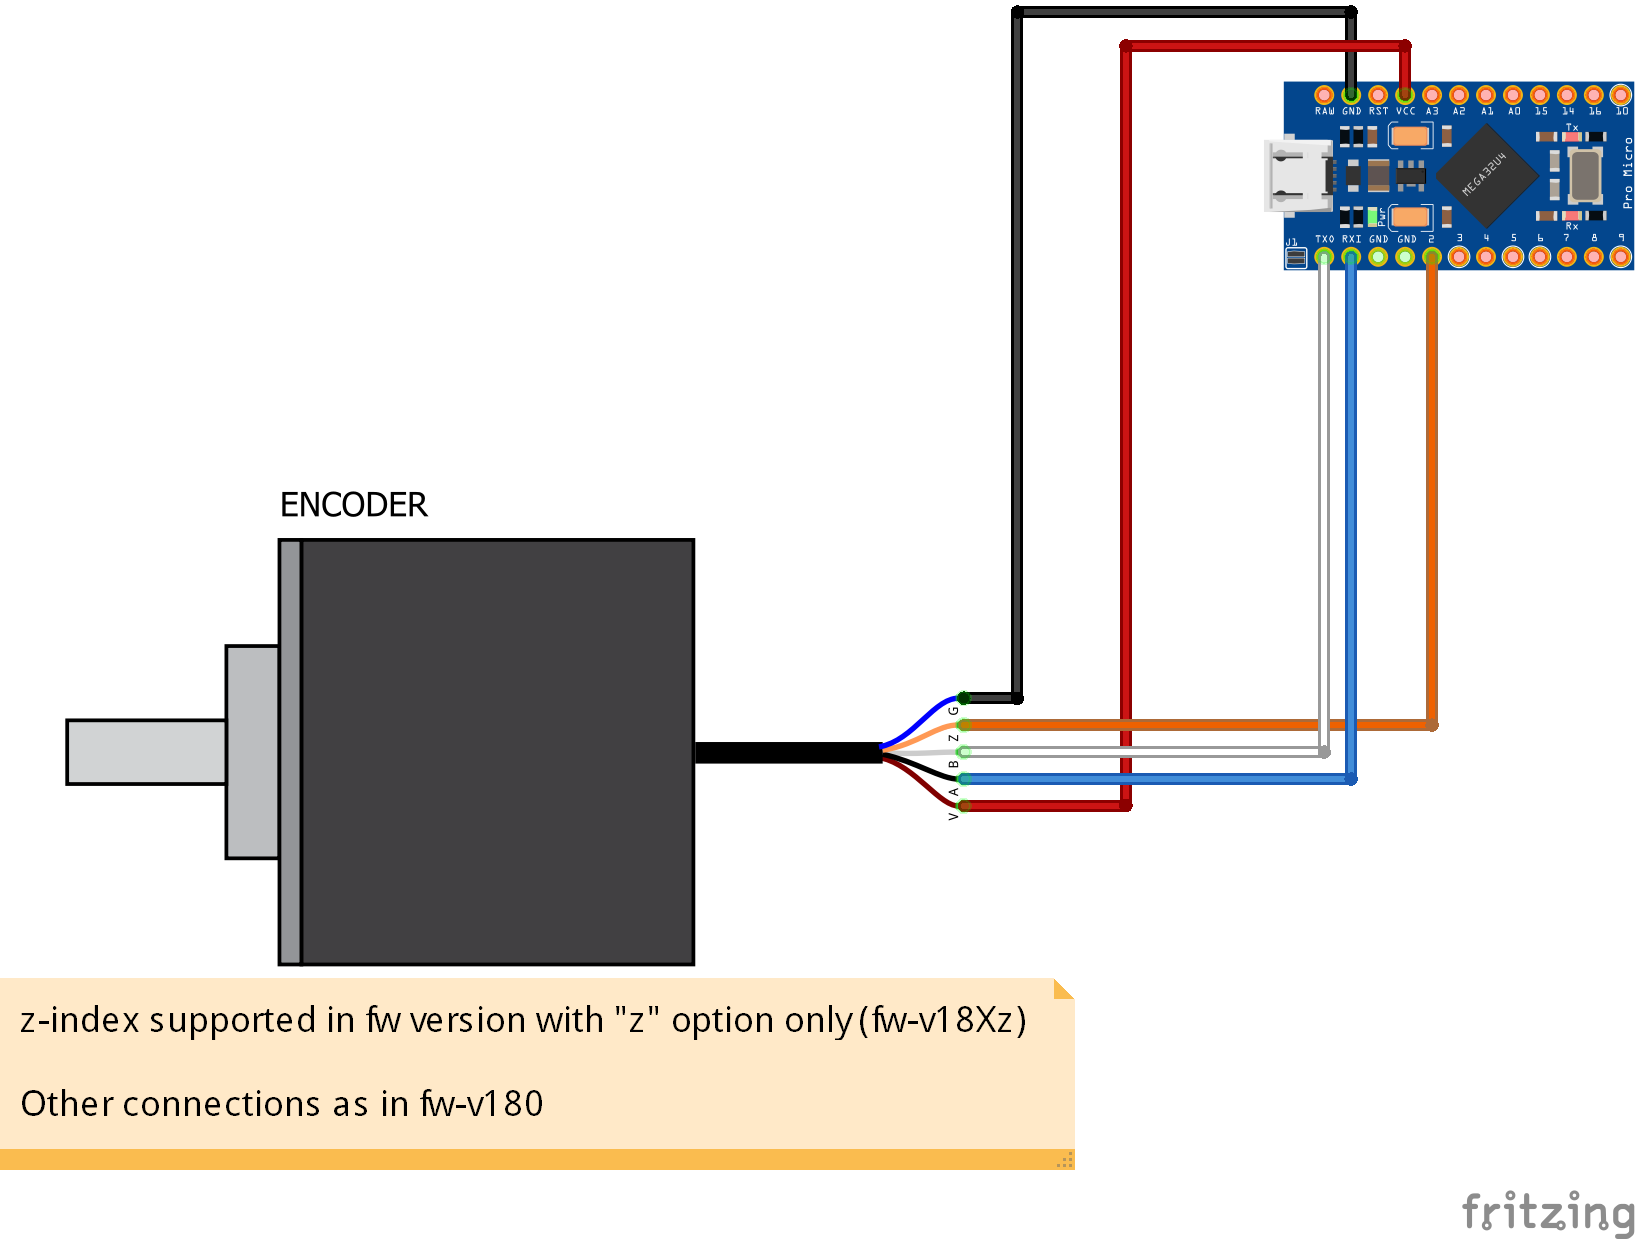 RAW GND RST VCC A3 A2 A1 A0 15 14 16 10
Tx
MEGA32U4
Pro Micro
Pwr
Rx
J1
TX0 RXI GND GND 2 3 4 5 6 7 8 9
ENCODER
G
Z
B
A
V
z-index supported in fw version with "z" option only (fw-v18Xz)
Other connections as in fw-v180
fritzing